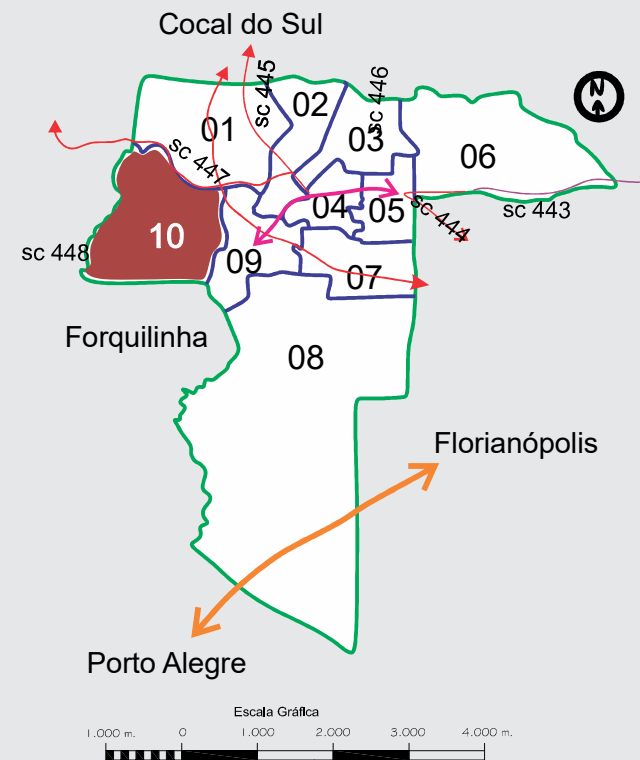 Cocal do Sul
N
sc 445
sc 446
02
01
03
06
sc 447
04
05
sc 443
sc 444
10
sc 448
09
07
Forquilinha
08
Florianópolis
Porto Alegre
Escala Gráfica
1.000 m.
0
1.000
2.000
3.000
4.000 m.